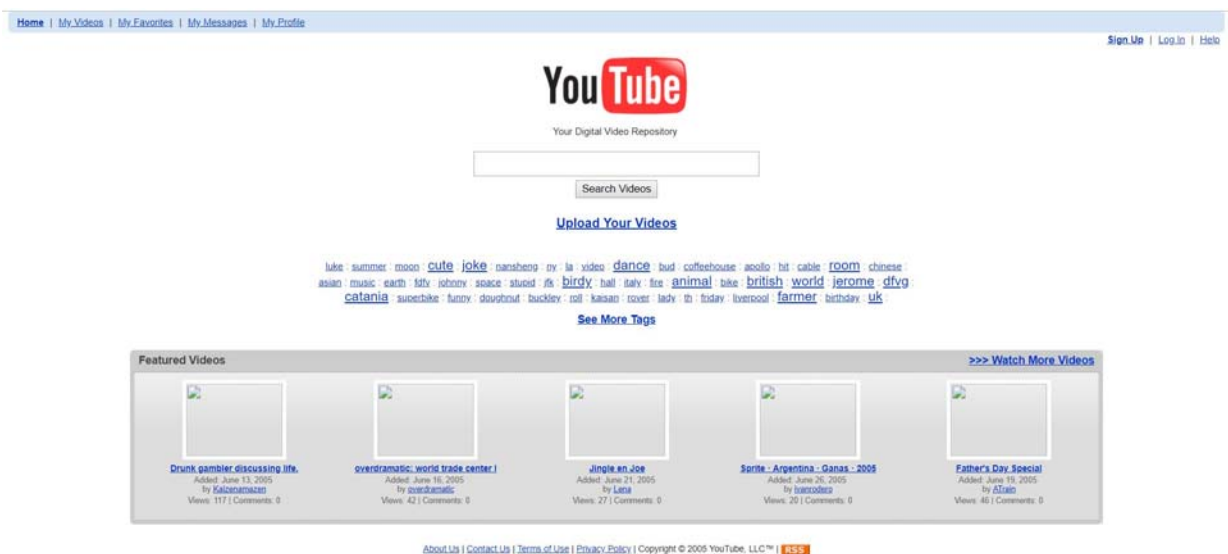 Home | My Videos | My Favorites | My Messages | My Profile
Sign Up | Log In | Help
YouTube
Your Digital Video Repository
Search Videos
Upload Your Videos
luke : summer : moon : cute : joke : nansheng : ny : la : video : dance : bud : coffeehouse : apollo : hit : cable : room : chinese :
asian : music : earth : fdfv : johnny : space : stupid : jfk : birdy : hall : italy : fire : animal : bike : british : world : jerome : dfvg :
catania : superbike : funny : doughnut : buckley : roll : kaisan : rover : lady : th : friday : liverpool : farmer : birthday : uk
See More Tags
Featured Videos >>> Watch More Videos
Drunk gambler discussing life. overdramatic: world trade center I Jingle en Joe Sprite - Argentina - Ganas - 2005 Father's Day Special
Added: June 13, 2005 Added: June 16, 2005 Added: June 21, 2005 Added: June 26, 2005 Added: June 19, 2005
by Kaizenamazen by overdramatic by Lena by Ivanrodero by ATrain
Views: 117 | Comments: 0 Views: 42 | Comments: 0 Views: 27 | Comments: 0 Views: 20 | Comments: 0 Views: 46 | Comments: 0
About Us | Contact Us | Terms of Use | Privacy Policy | Copyright © 2005 YouTube, LLC™ | RSS